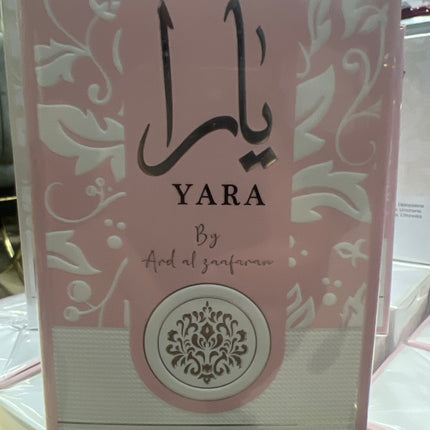 يارا
YARA
By
Ard al zaafaran